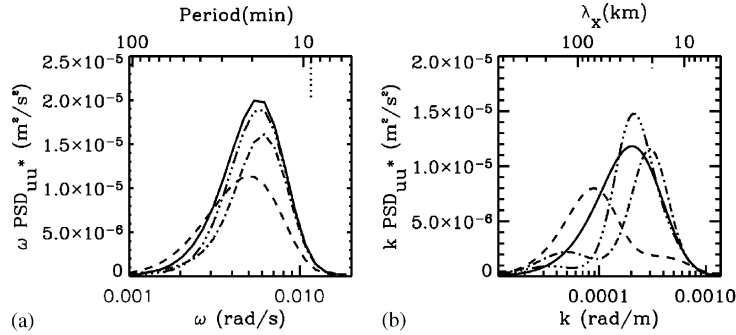 Period(min)
100 10
2.5×10⁻⁵
2.0×10⁻⁵
1.5×10⁻⁵
1.0×10⁻⁵
5.0×10⁻⁶
0
ω PSDuu* (m²/s²)
0.001 0.010
ω (rad/s)
(a)
λx(km)
100 10
2.0×10⁻⁵
1.5×10⁻⁵
1.0×10⁻⁵
5.0×10⁻⁶
0
k PSDuu* (m²/s²)
0.0001 0.0010
k (rad/m)
(b)